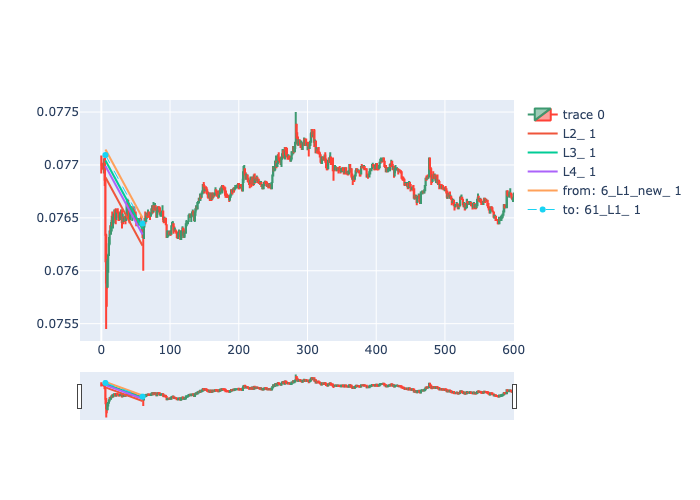 0.0775
0.077
0.0765
0.076
0.0755
0
100
200
300
400
500
600
trace 0
L2_ 1
L3_ 1
L4_ 1
from: 6_L1_new_ 1
to: 61_L1_ 1